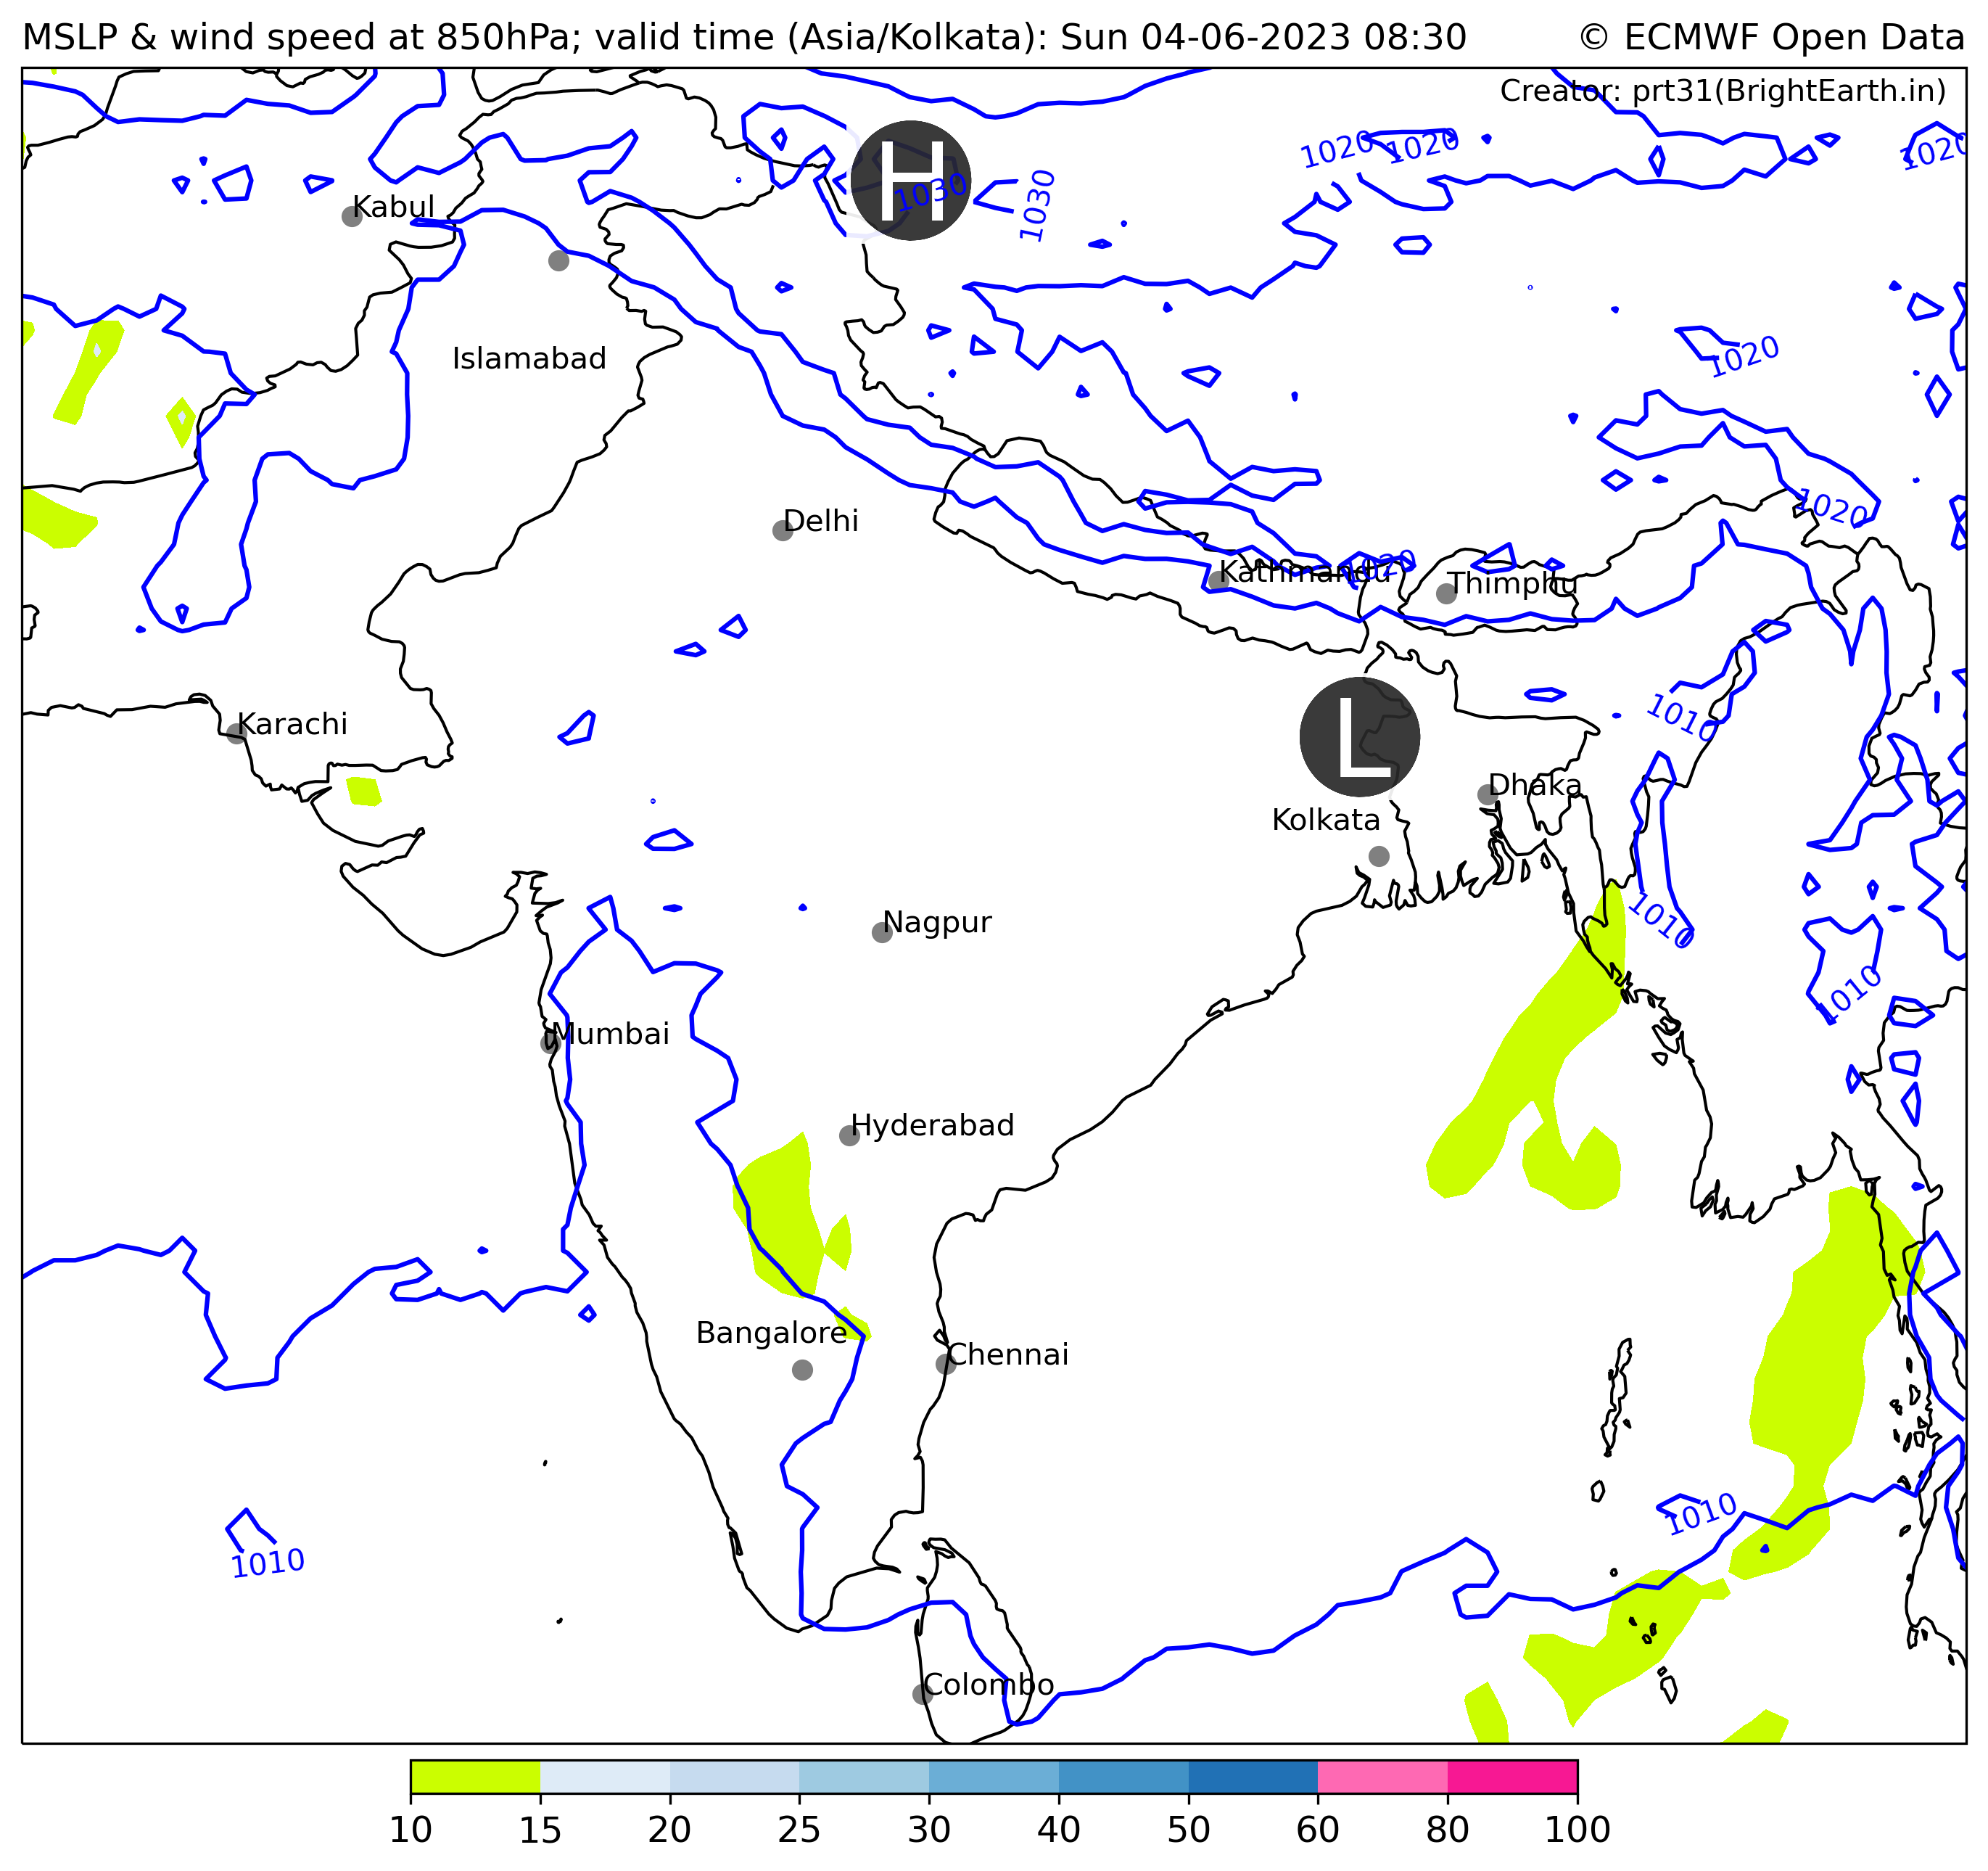 MSLP & wind speed at 850hPa; valid time (Asia/Kolkata): Sun 04-06-2023 08:30 © ECMWF Open Data
Creator: prt31(BrightEarth.in)
1020 1020 1020
H
1030 1030
Kabul
Islamabad
1020
1020
Delhi
1020
Kathmandu
Thimphu
Karachi
1010
L
Dhaka
Kolkata
Nagpur
1010
1010
Mumbai
Hyderabad
Bangalore
Chennai
1010
1010
Colombo
10 15 20 25 30 40 50 60 80 100